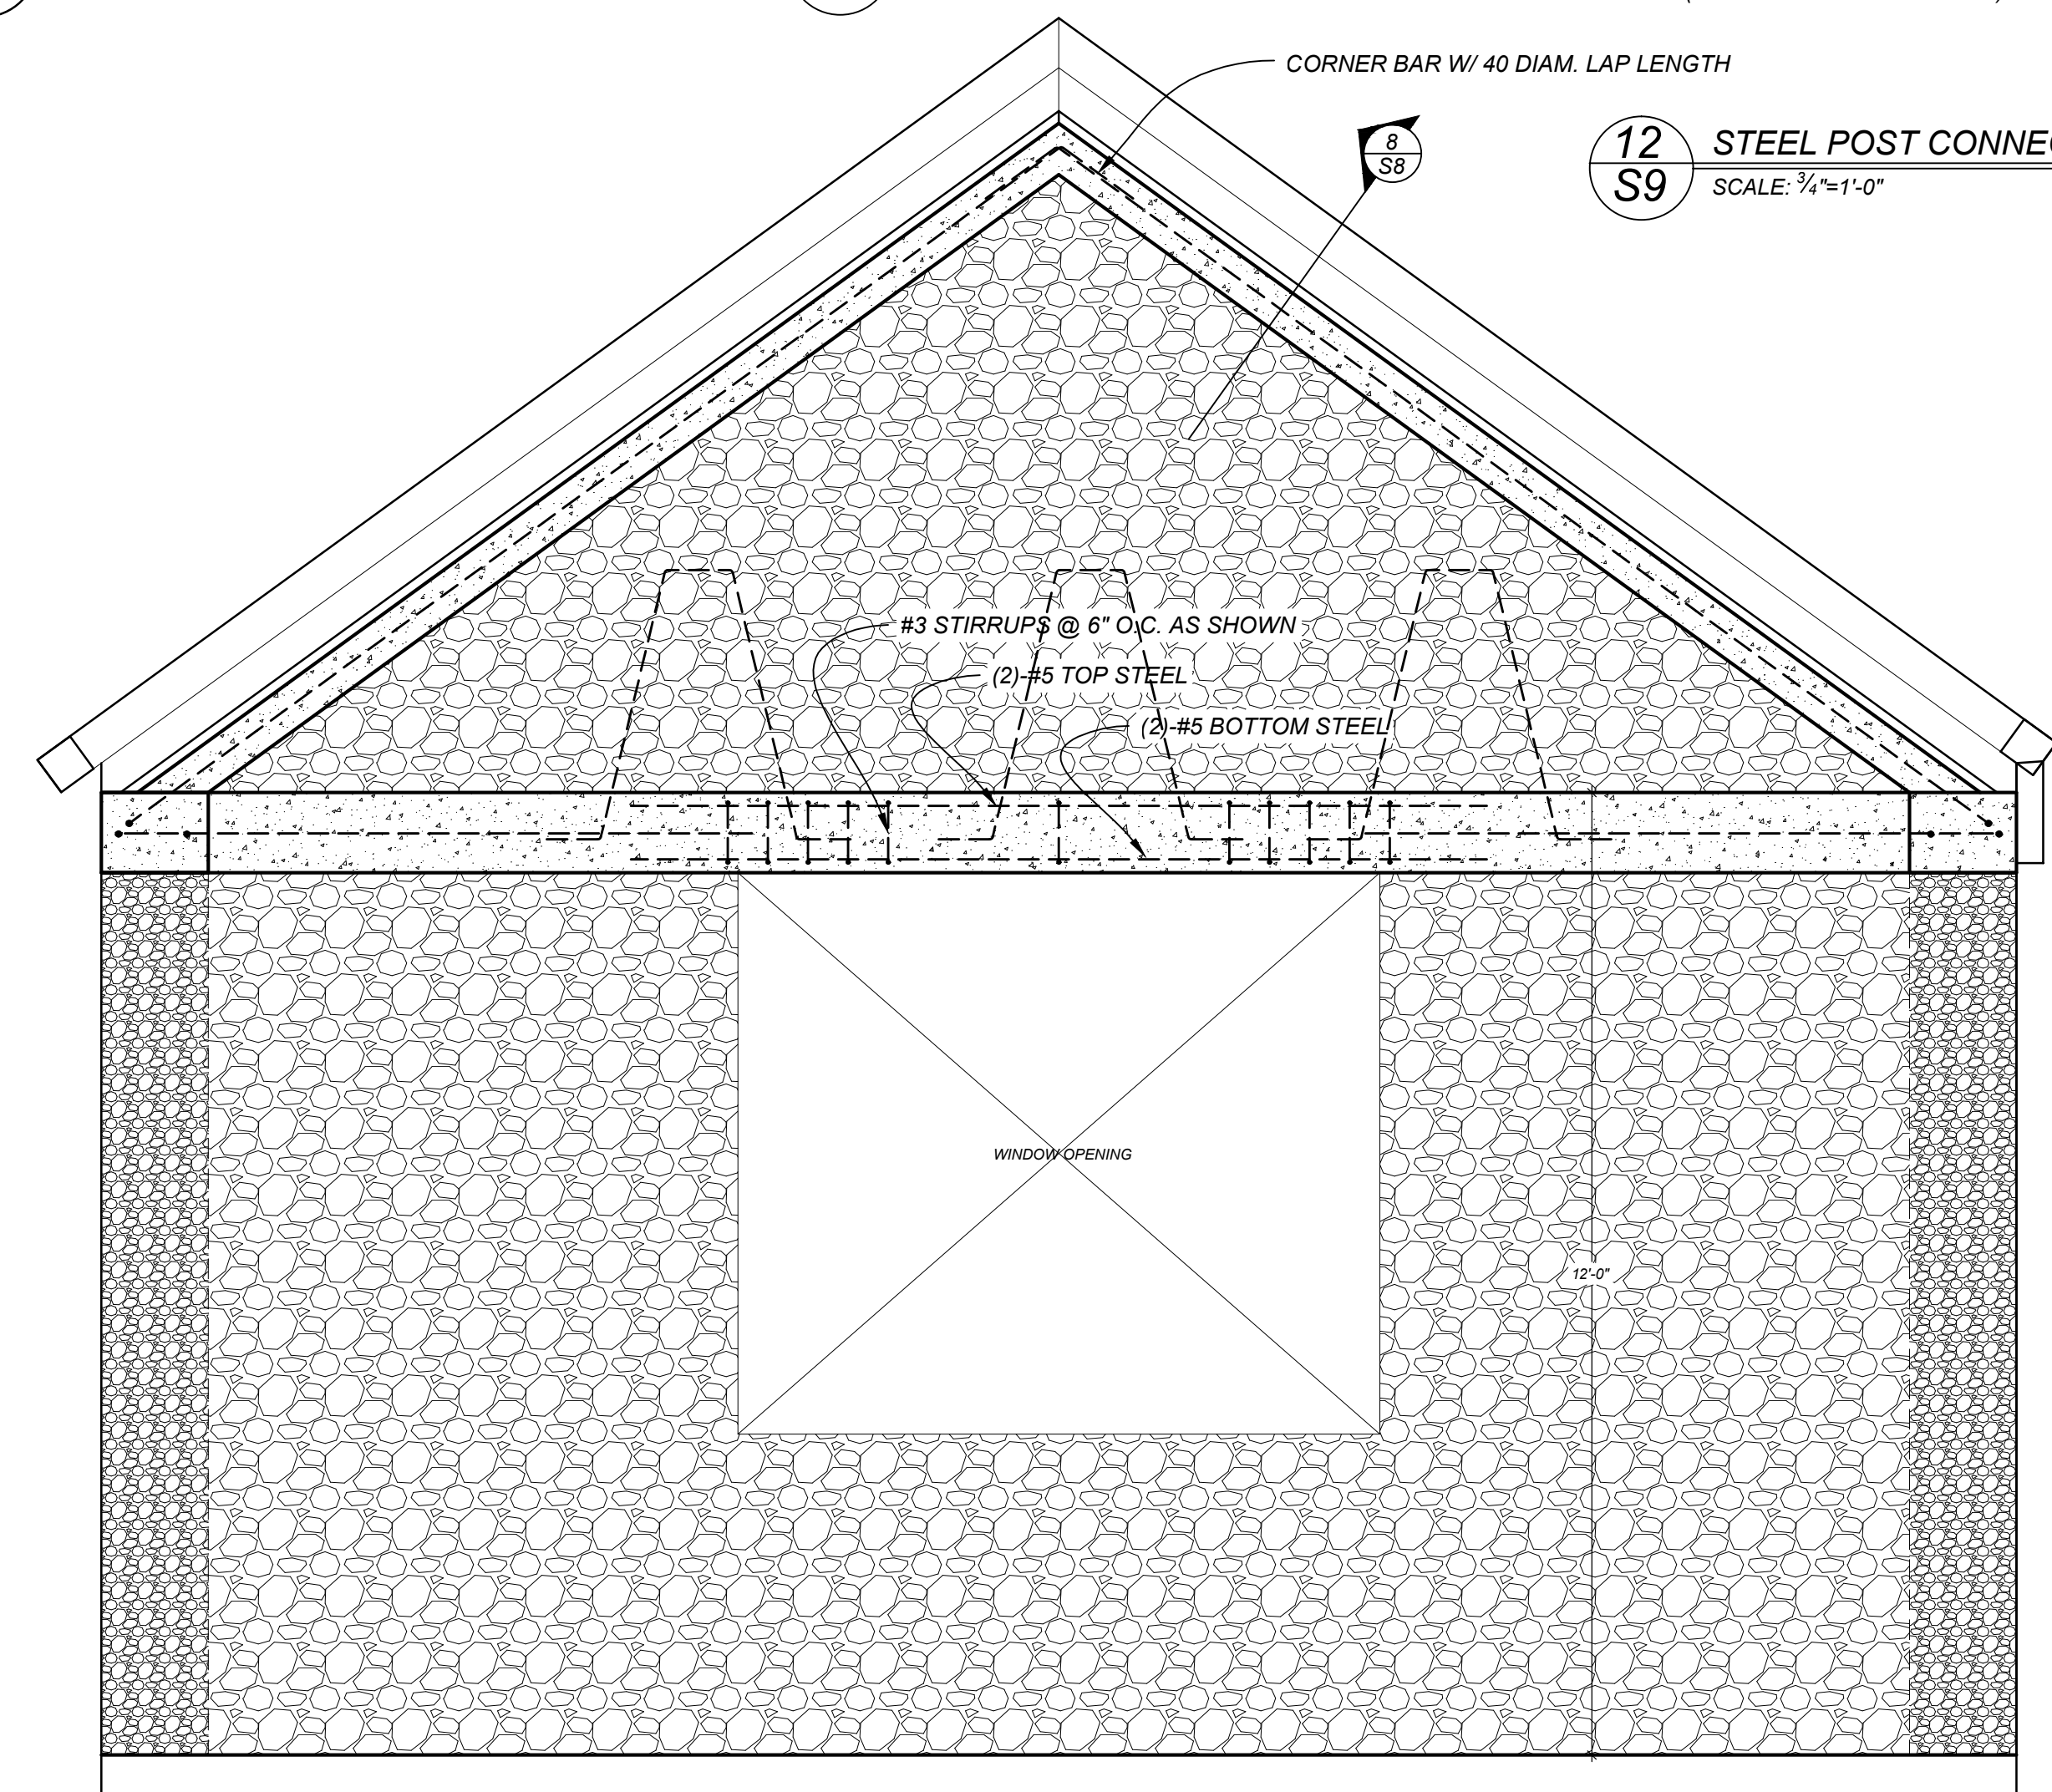 CORNER BAR W/ 40 DIAM. LAP LENGTH
8
S8
12
S9
STEEL POST
SCALE: 3/4"=1'-0"
#3 STIRRUPS @ 6" O.C. AS SHOWN
(2)-#5 TOP STEEL
(2)-#5 BOTTOM STEEL
WINDOW OPENING
12'-0"